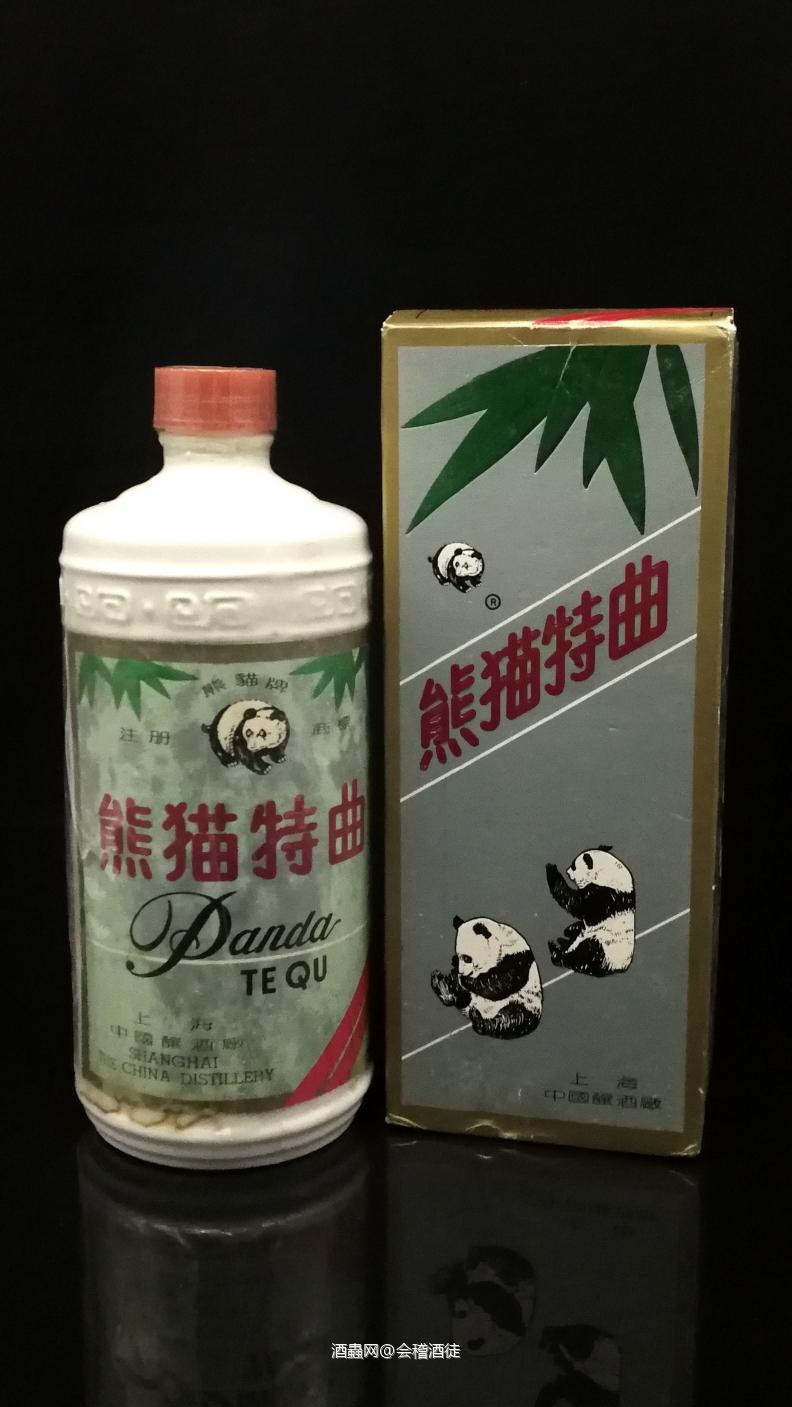 熊貓牌
注册 商標
熊猫特曲
Panda
TE QU
上海
中國釀酒廠
SHANGHAI
THE CHINA DISTILLERY
®
熊猫特曲
上海
中國釀酒廠
酒蟲网@会稽酒徒